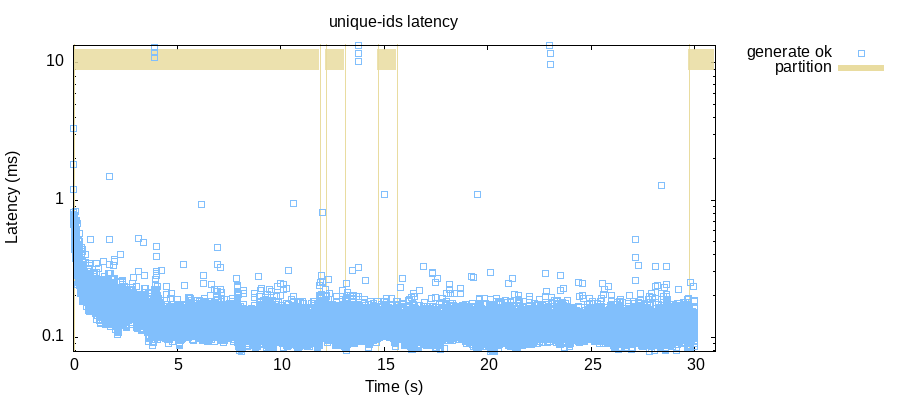 unique-ids latency
generate ok
partition
10
1
0.1
Latency (ms)
0 5 10 15 20 25 30
Time (s)